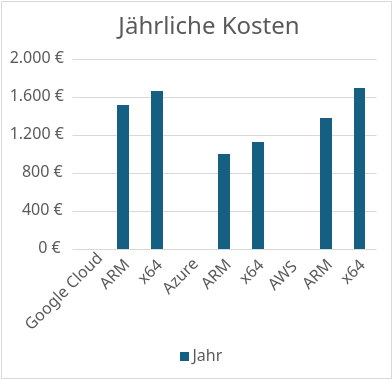 Jährliche Kosten
2.000 €
1.600 €
1.200 €
800 €
400 €
0 €
Google Cloud
ARM
x64
Azure
ARM
x64
AWS
ARM
x64
Jahr